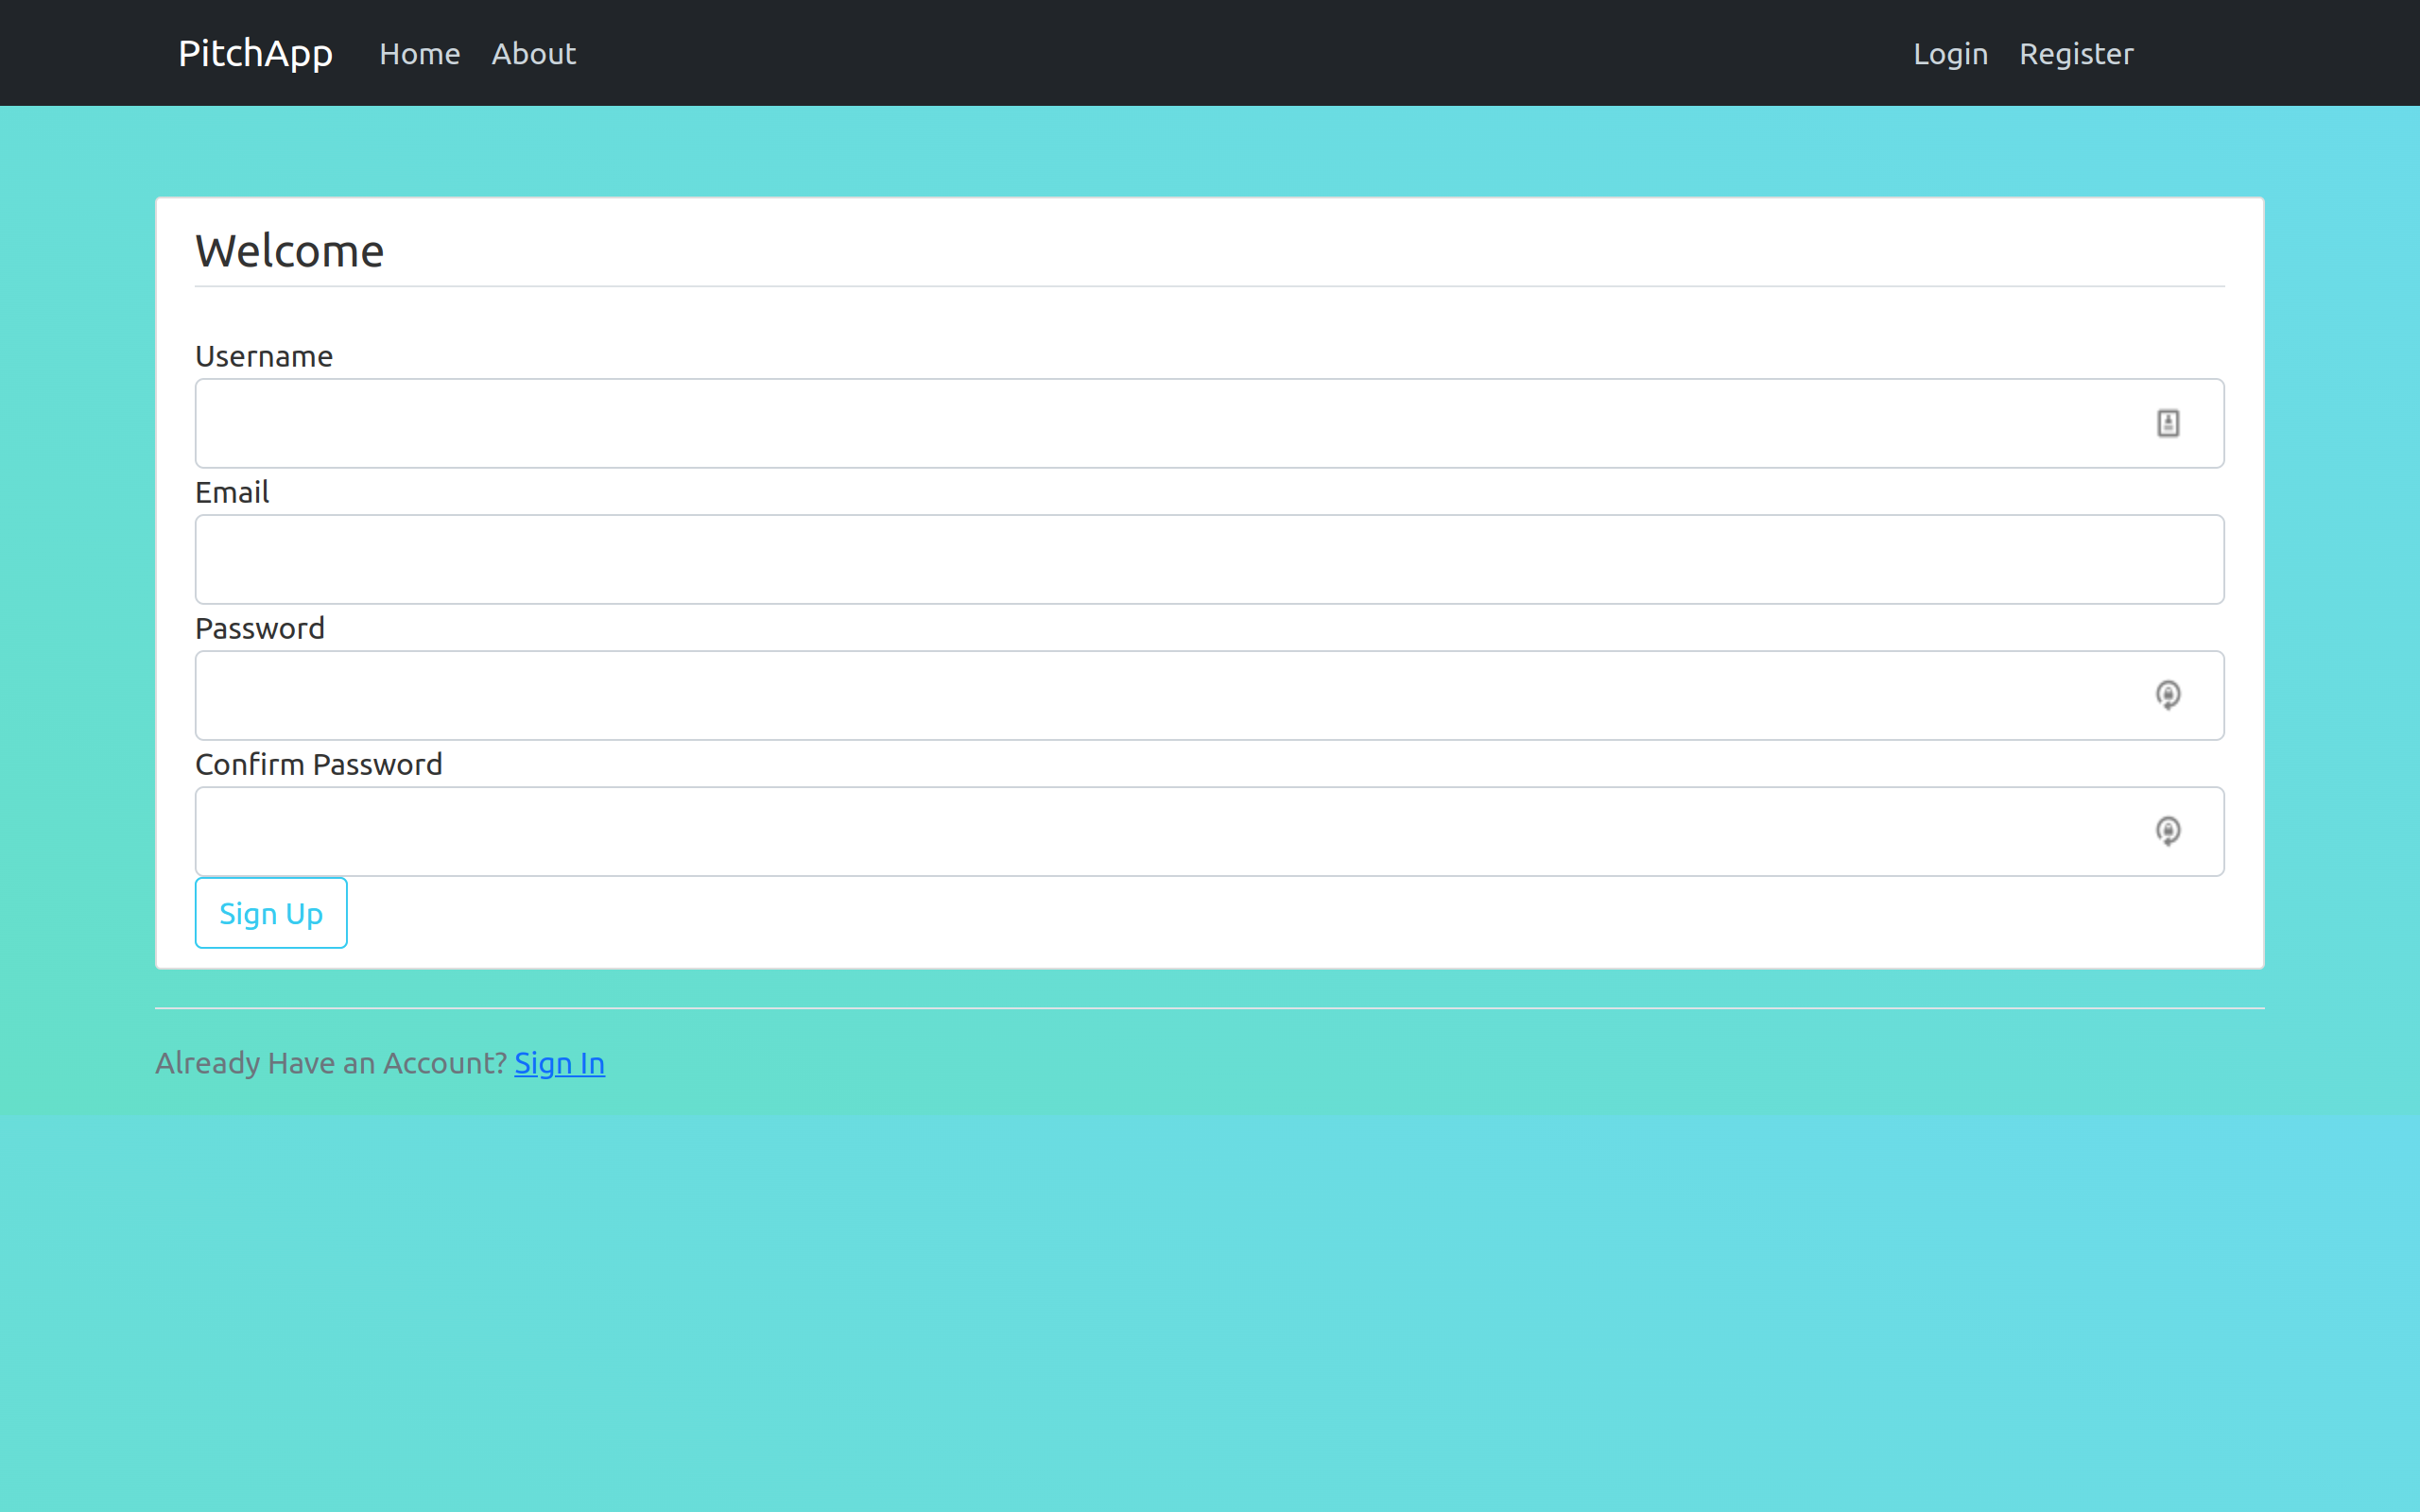 PitchApp Home About Login Register
Welcome
Username
Email
Password
Confirm Password
Sign Up
Already Have an Account? Sign In